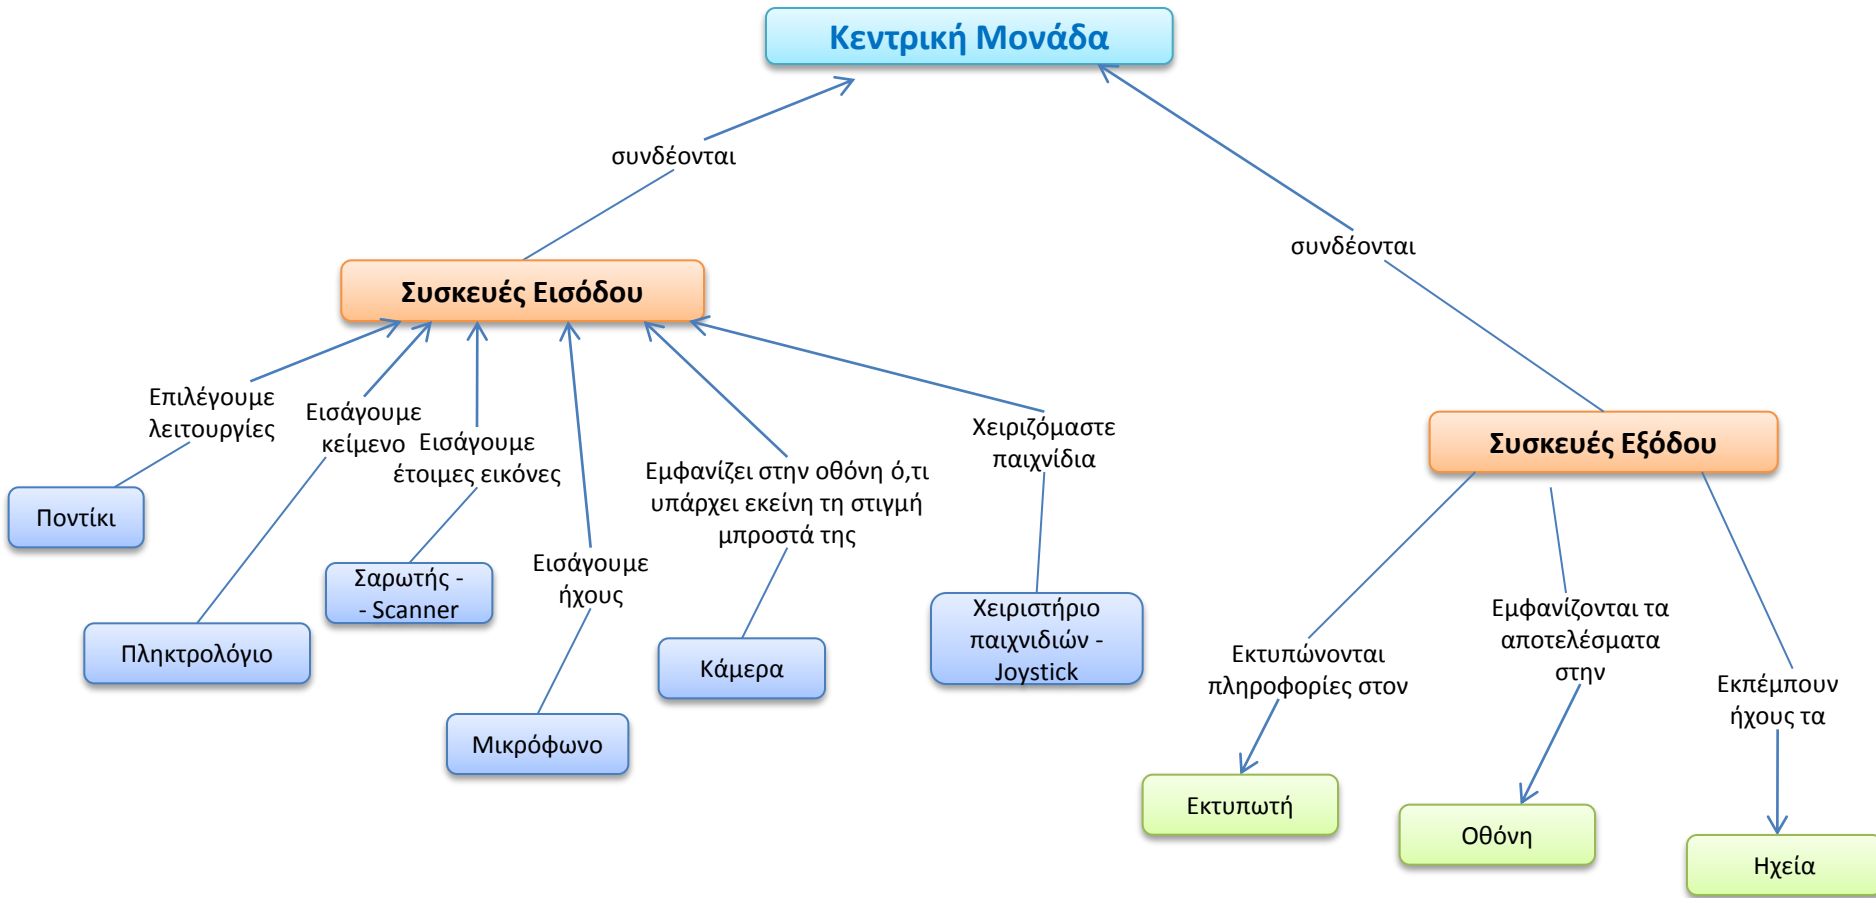 Κεντρική Μονάδα
συνδέονται
συνδέονται
Συσκευές Εισόδου
Επιλέγουμε
λειτουργίες
Εισάγουμε
κείμενο
Εισάγουμε
έτοιμες εικόνες
Εισάγουμε
ήχους
Εμφανίζει στην οθόνη ό,τι
υπάρχει εκείνη τη στιγμή
μπροστά της
Χειριζόμαστε
παιχνίδια
Ποντίκι
Πληκτρολόγιο
Σαρωτής -
- Scanner
Μικρόφωνο
Κάμερα
Χειριστήριο
παιχνιδιών -
Joystick
Συσκευές Εξόδου
Εκτυπώνονται
πληροφορίες στον
Εμφανίζονται τα
αποτελέσματα
στην
Εκπέμπουν
ήχους τα
Εκτυπωτή
Οθόνη
Ηχεία